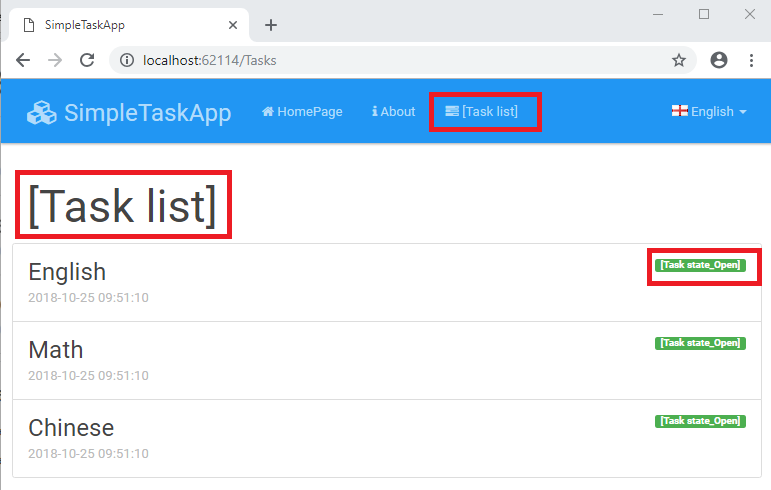 SimpleTaskApp
localhost:62114/Tasks
SimpleTaskApp HomePage About [Task list] English
[Task list]
English [Task state_Open]
2018-10-25 09:51:10
Math [Task state_Open]
2018-10-25 09:51:10
Chinese [Task state_Open]
2018-10-25 09:51:10